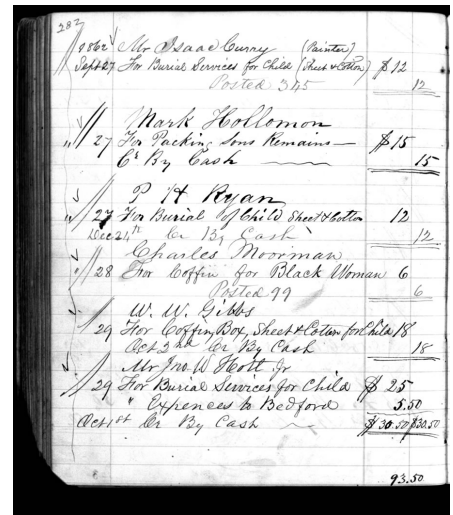 282
1862 Mr Isaac Curry (Painter)
Sept 27 For Burial Services for Child (Sheet & Cotton) $12
Posted 345 12
Mark Hollomon
" 27 For Packing Sons Remains — $15
Cr By Cash — 15
P H Ryan
" 27 For Burial of Child Sheet & Cotton 12
Dec 24th Cr By Cash 12
Charles Moorman
" 28 For Coffin for Black Woman 6
Posted 99 6
W. W. Gibbs
29 For Coffin, Box, Sheet & Cotton for Child 18
Oct 2nd Cr By Cash 18
Mr Jno W Holt Jr
29 For Burial Services for Child $ 25
" Expences to Bedford 5.50
Oct 1st Cr By Cash — $30.50 $30.50
93.50